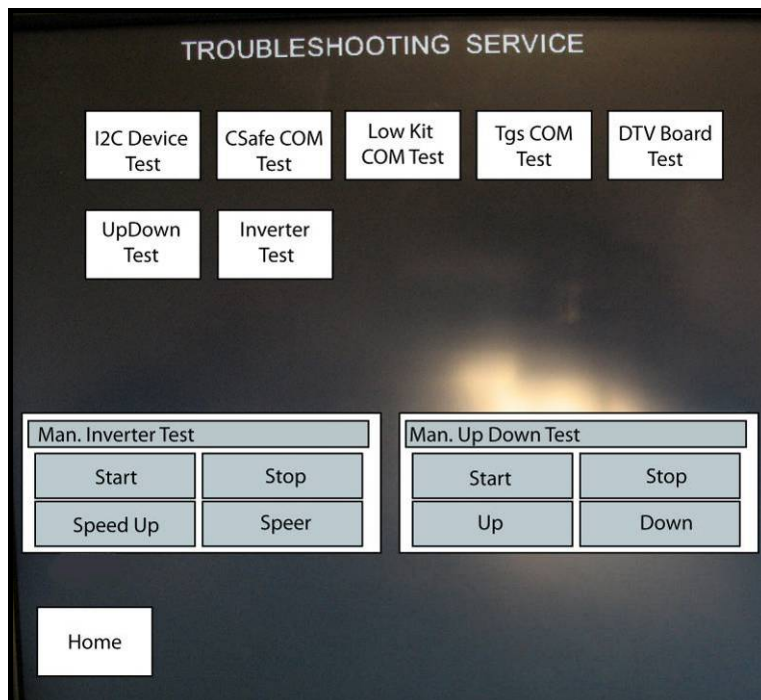 TROUBLESHOOTING SERVICE
I2C Device
Test
CSafe COM
Test
Low Kit
COM Test
Tgs COM
Test
DTV Board
Test
UpDown
Test
Inverter
Test
Man. Inverter Test
Start
Stop
Speed Up
Speer
Man. Up Down Test
Start
Stop
Up
Down
Home